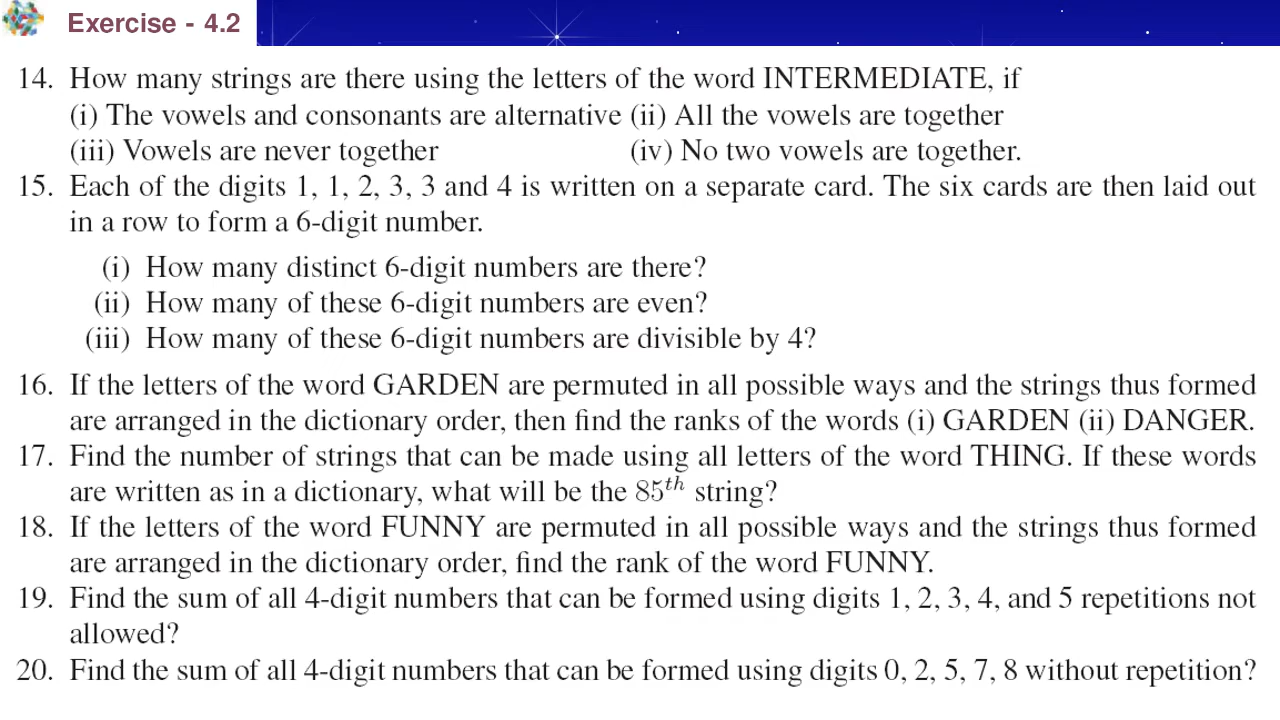 Exercise - 4.2
14. How many strings are there using the letters of the word INTERMEDIATE, if
(i) The vowels and consonants are alternative (ii) All the vowels are together
(iii) Vowels are never together (iv) No two vowels are together.
15. Each of the digits 1, 1, 2, 3, 3 and 4 is written on a separate card. The six cards are then laid out
in a row to form a 6-digit number.
(i) How many distinct 6-digit numbers are there?
(ii) How many of these 6-digit numbers are even?
(iii) How many of these 6-digit numbers are divisible by 4?
16. If the letters of the word GARDEN are permuted in all possible ways and the strings thus formed
are arranged in the dictionary order, then find the ranks of the words (i) GARDEN (ii) DANGER.
17. Find the number of strings that can be made using all letters of the word THING. If these words
are written as in a dictionary, what will be the 85th string?
18. If the letters of the word FUNNY are permuted in all possible ways and the strings thus formed
are arranged in the dictionary order, find the rank of the word FUNNY.
19. Find the sum of all 4-digit numbers that can be formed using digits 1, 2, 3, 4, and 5 repetitions not
allowed?
20. Find the sum of all 4-digit numbers that can be formed using digits 0, 2, 5, 7, 8 without repetition?